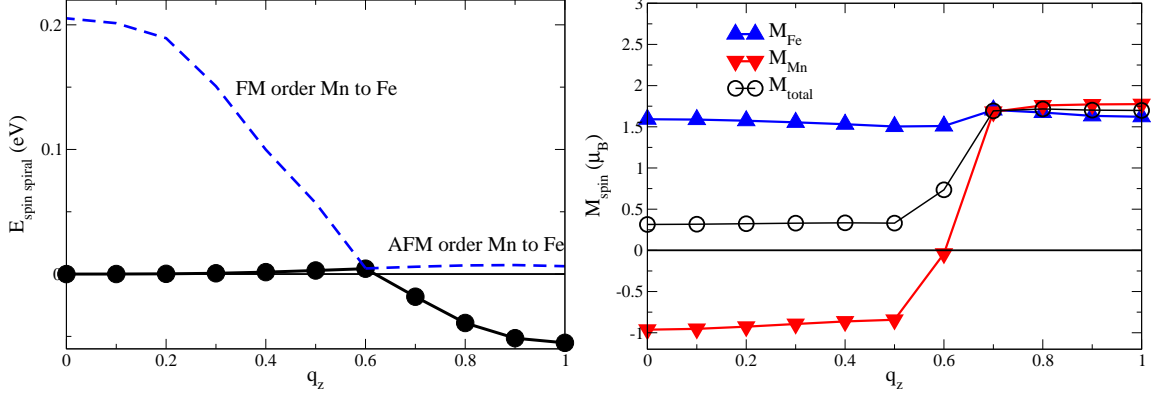 0.2
0.1
0
E_spin spiral (eV)
FM order Mn to Fe
AFM order Mn to Fe
0 0.2 0.4 0.6 0.8 1
q_z
3
2.5
2
1.5
1
0.5
0
-0.5
-1
M_spin (μ_B)
M_Fe
M_Mn
M_total
0 0.2 0.4 0.6 0.8 1
q_z